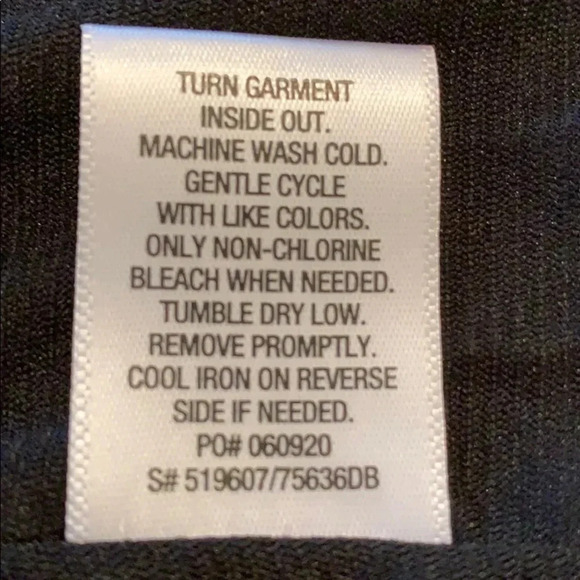 TURN GARMENT
INSIDE OUT.
MACHINE WASH COLD.
GENTLE CYCLE
WITH LIKE COLORS.
ONLY NON-CHLORINE
BLEACH WHEN NEEDED.
TUMBLE DRY LOW.
REMOVE PROMPTLY.
COOL IRON ON REVERSE
SIDE IF NEEDED.
PO# 060920
S# 519607/75636DB